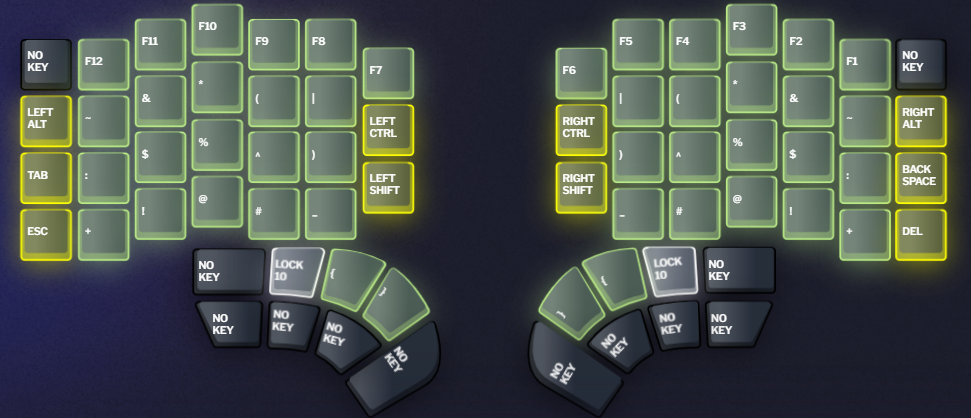 NO KEY F12 F11 F10 F9 F8 F7
F6 F5 F4 F3 F2 F1 NO KEY
LEFT ALT ~ & * ( | LEFT CTRL
RIGHT CTRL | ( * & ~ RIGHT ALT
TAB : $ % ^ ) LEFT SHIFT
RIGHT SHIFT ) ^ % $ : BACK SPACE
ESC + ! @ # _
_ # @ ! + DEL
NO KEY LOCK 10 {
LOCK 10 NO KEY
NO KEY NO KEY NO KEY NO KEY
NO KEY NO KEY NO KEY NO KEY